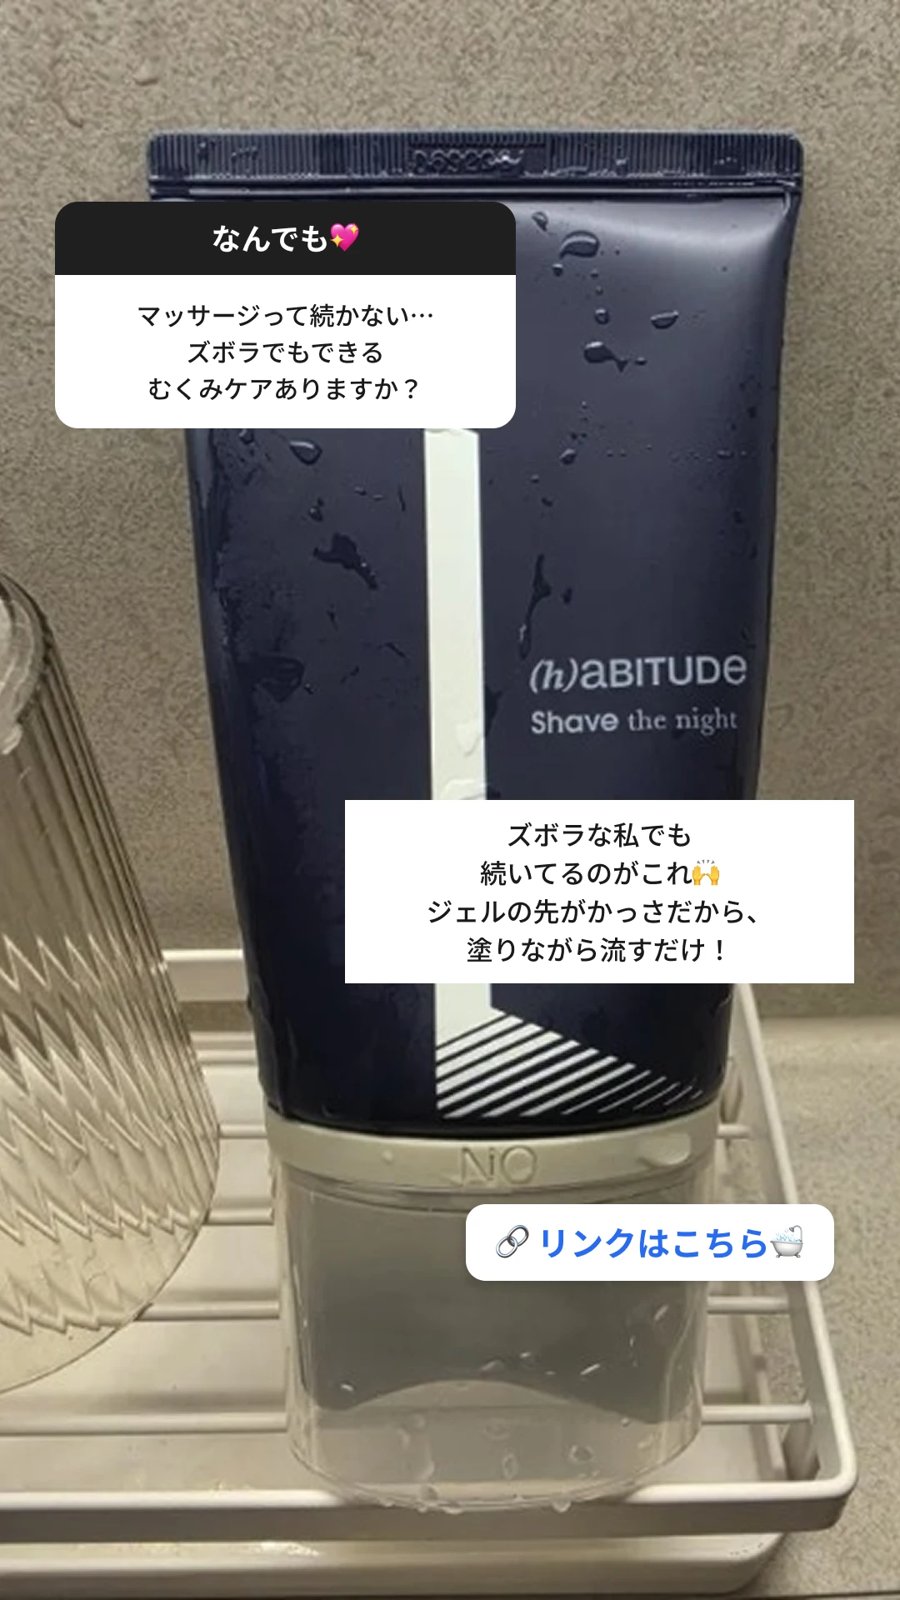 なんでも💖
マッサージって続かない…
ズボラでもできる
むくみケアありますか？
(h)aBITUDe
Shave the night
ズボラな私でも
続いてるのがこれ🙌
ジェルの先がかっさだから、
塗りながら流すだけ！
🔗 リンクはこちら🛁